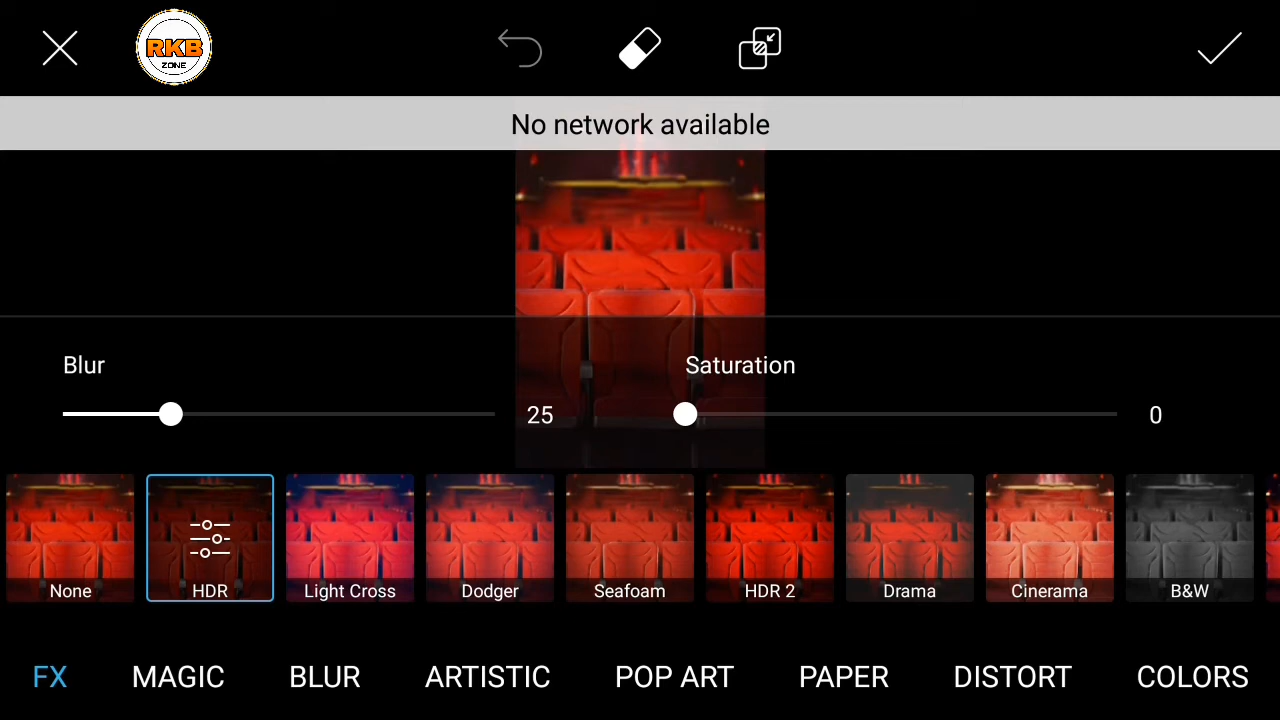 RKB
ZONE
No network available
Blur
Saturation
25
0
None
HDR
Light Cross
Dodger
Seafoam
HDR 2
Drama
Cinerama
B&W
FX
MAGIC
BLUR
ARTISTIC
POP ART
PAPER
DISTORT
COLORS